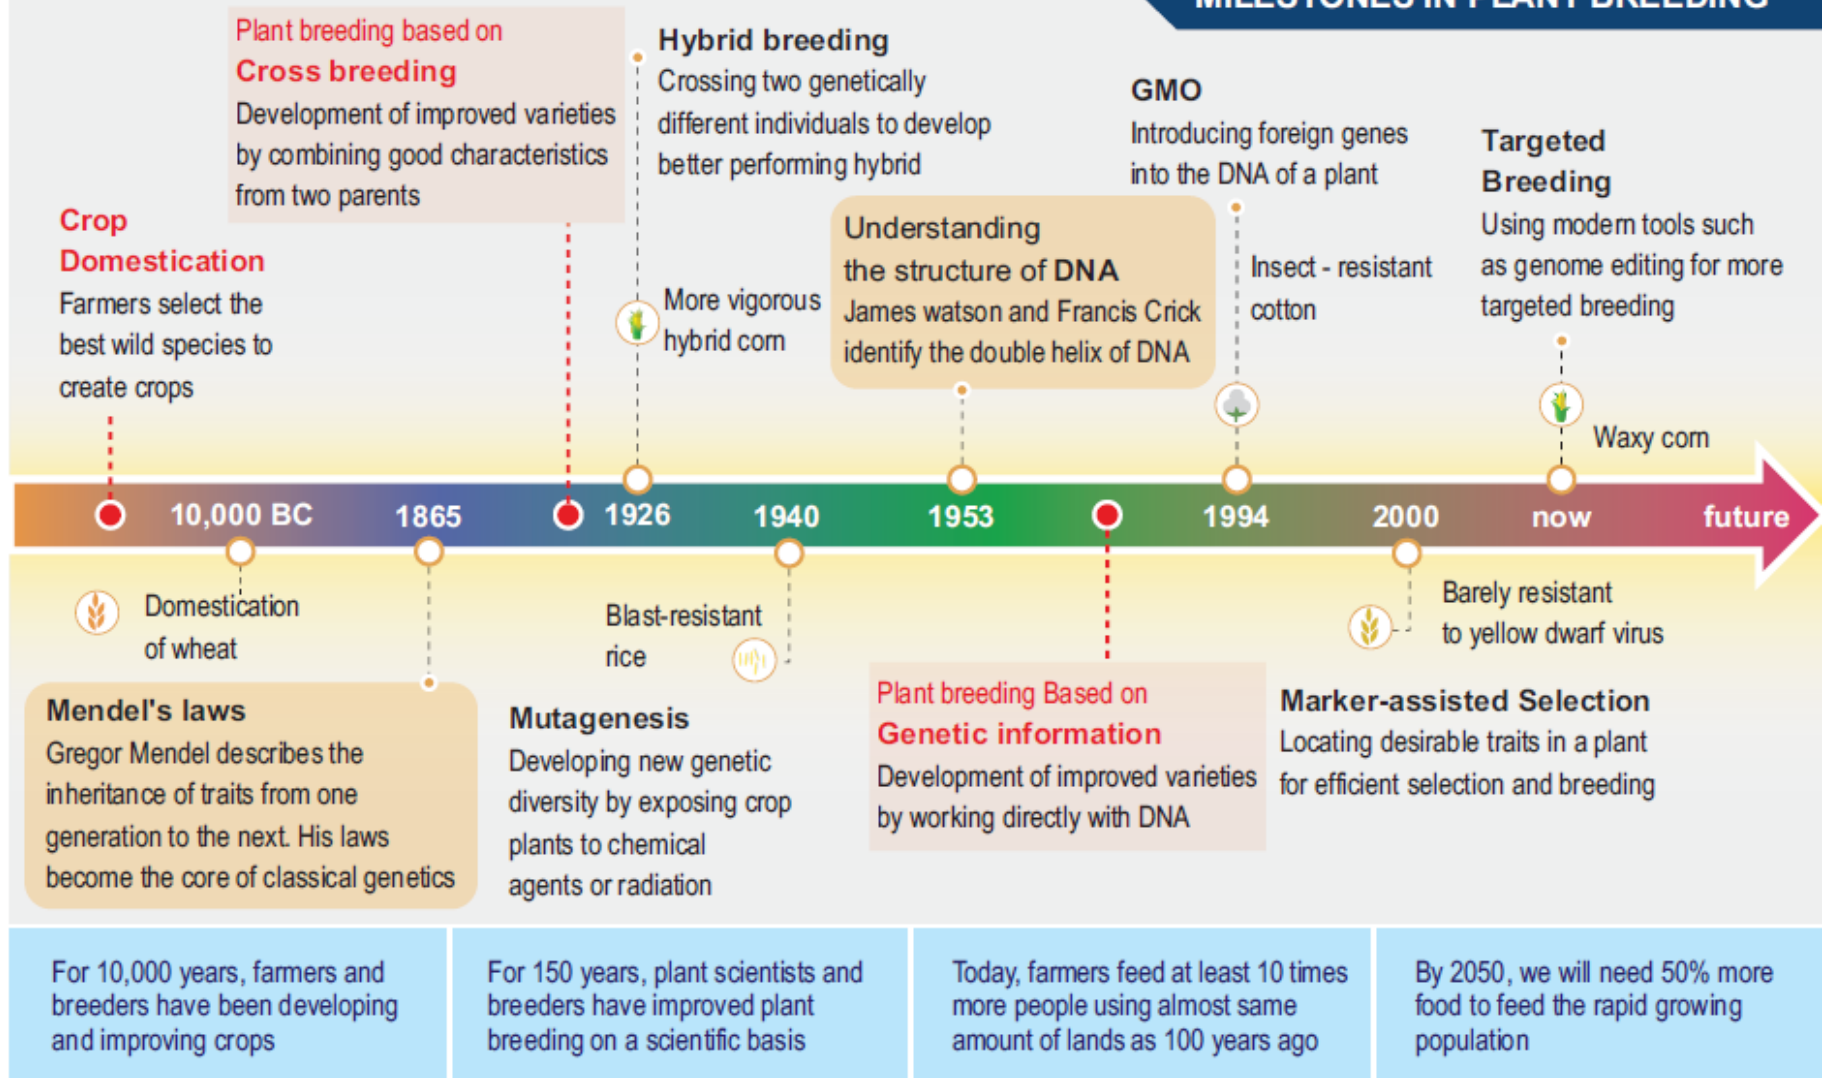 MILESTONES IN PLANT BREEDING
Plant breeding based on
Cross breeding
Development of improved varieties
by combining good characteristics
from two parents
Hybrid breeding
Crossing two genetically
different individuals to develop
better performing hybrid
GMO
Introducing foreign genes
into the DNA of a plant
Targeted
Breeding
Using modern tools such
as genome editing for more
targeted breeding
Crop
Domestication
Farmers select the
best wild species to
create crops
More vigorous
hybrid corn
Understanding
the structure of DNA
James watson and Francis Crick
identify the double helix of DNA
Insect - resistant
cotton
Waxy corn
10,000 BC
1865
1926
1940
1953
1994
2000
now
future
Domestication
of wheat
Blast-resistant
rice
Barely resistant
to yellow dwarf virus
Mendel's laws
Gregor Mendel describes the
inheritance of traits from one
generation to the next. His laws
become the core of classical genetics
Mutagenesis
Developing new genetic
diversity by exposing crop
plants to chemical
agents or radiation
Plant breeding Based on
Genetic information
Development of improved varieties
by working directly with DNA
Marker-assisted Selection
Locating desirable traits in a plant
for efficient selection and breeding
For 10,000 years, farmers and
breeders have been developing
and improving crops
For 150 years, plant scientists and
breeders have improved plant
breeding on a scientific basis
Today, farmers feed at least 10 times
more people using almost same
amount of lands as 100 years ago
By 2050, we will need 50% more
food to feed the rapid growing
population